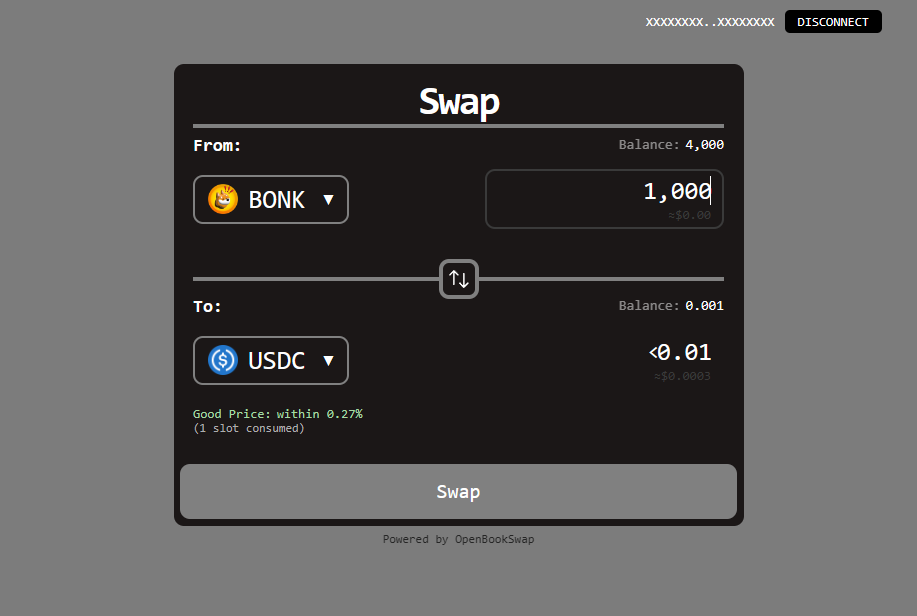 XXXXXXXX..XXXXXXXX DISCONNECT
Swap
From: Balance: 4,000
BONK ▼ 1,000
≈$0.00
To: Balance: 0.001
USDC ▼ <0.01
≈$0.0003
Good Price: within 0.27%
(1 slot consumed)
Swap
Powered by OpenBookSwap